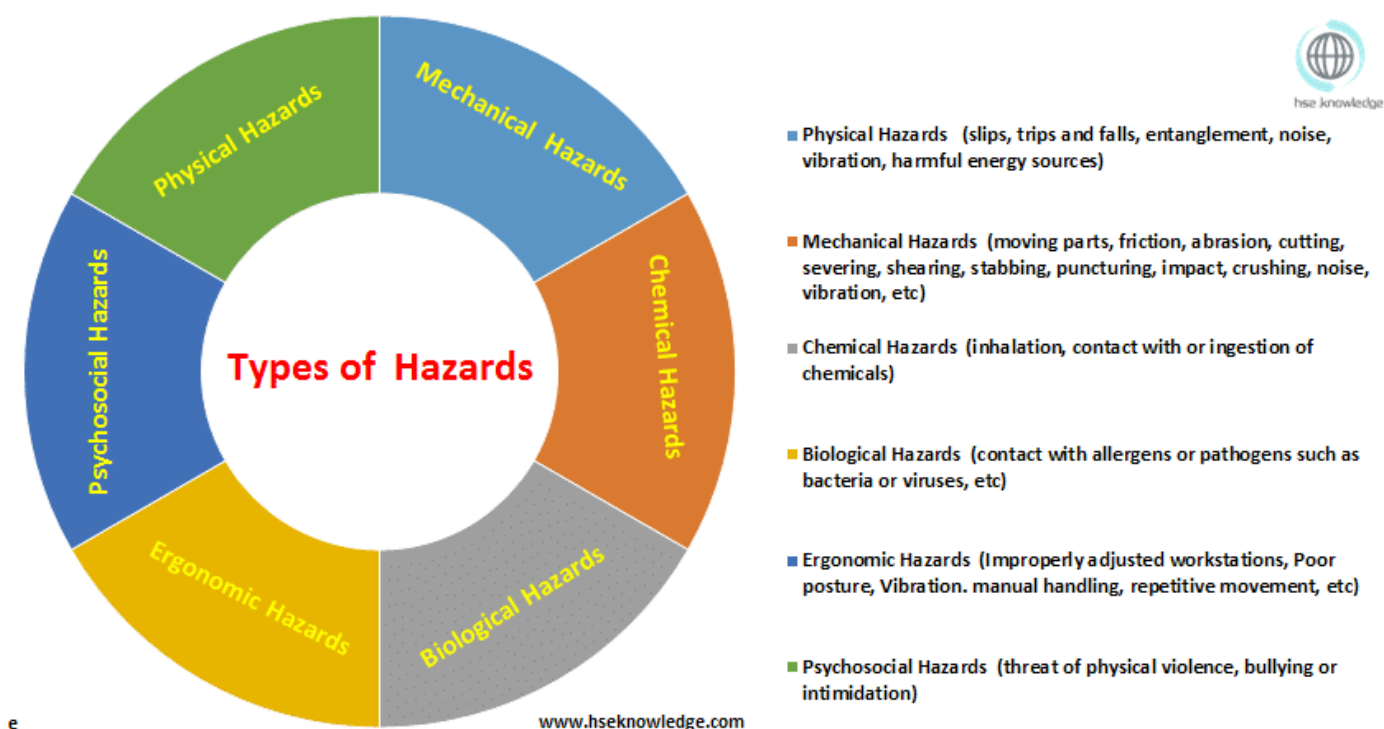 Physical Hazards
Mechanical Hazards
Chemical Hazards
Biological Hazards
Ergonomic Hazards
Psychosocial Hazards
Types of Hazards
hse knowledge
Physical Hazards (slips, trips and falls, entanglement, noise,
vibration, harmful energy sources)
Mechanical Hazards (moving parts, friction, abrasion, cutting,
severing, shearing, stabbing, puncturing, impact, crushing, noise,
vibration, etc)
Chemical Hazards (inhalation, contact with or ingestion of
chemicals)
Biological Hazards (contact with allergens or pathogens such as
bacteria or viruses, etc)
Ergonomic Hazards (Improperly adjusted workstations, Poor
posture, Vibration. manual handling, repetitive movement, etc)
Psychosocial Hazards (threat of physical violence, bullying or
intimidation)
e
www.hseknowledge.com